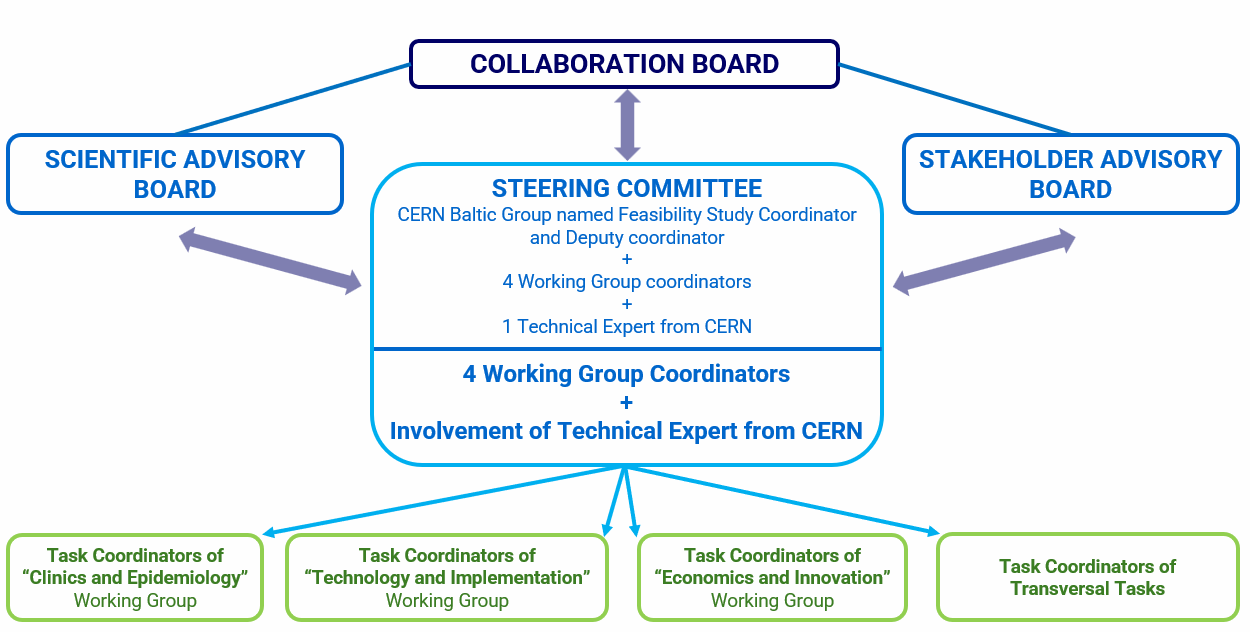 COLLABORATION BOARD
SCIENTIFIC ADVISORY
BOARD
STAKEHOLDER ADVISORY
BOARD
STEERING COMMITTEE
CERN Baltic Group named Feasibility Study Coordinator
and Deputy coordinator
+
4 Working Group coordinators
+
1 Technical Expert from CERN
4 Working Group Coordinators
+
Involvement of Technical Expert from CERN
Task Coordinators of
“Clinics and Epidemiology”
Working Group
Task Coordinators of
“Technology and Implementation”
Working Group
Task Coordinators of
“Economics and Innovation”
Working Group
Task Coordinators of
Transversal Tasks